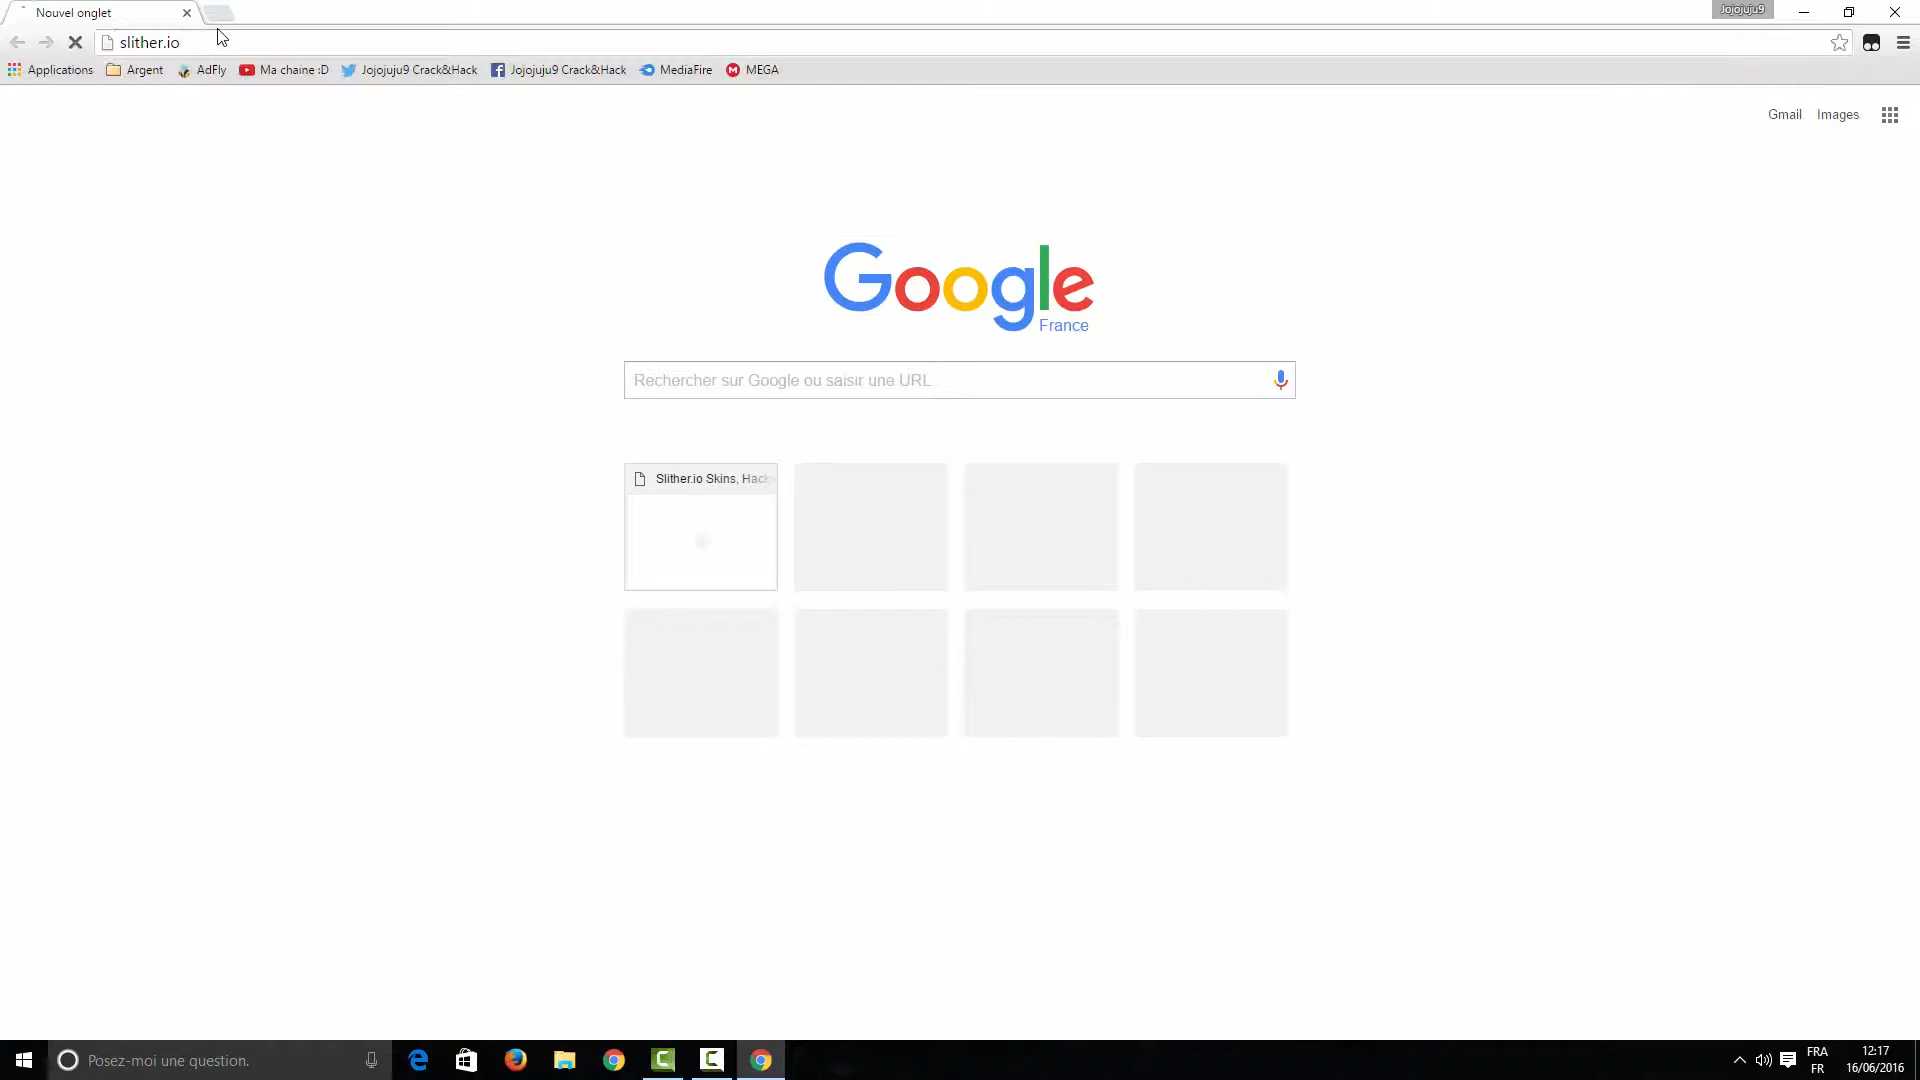 Nouvel onglet
Jojojuju9
slither.io
Applications Argent AdFly Ma chaine :D Jojojuju9 Crack&Hack Jojojuju9 Crack&Hack MediaFire MEGA
Gmail Images
Google
France
Rechercher sur Google ou saisir une URL
Slither.io Skins, Hack
Posez-moi une question.
FRA
FR
12:17
16/06/2016